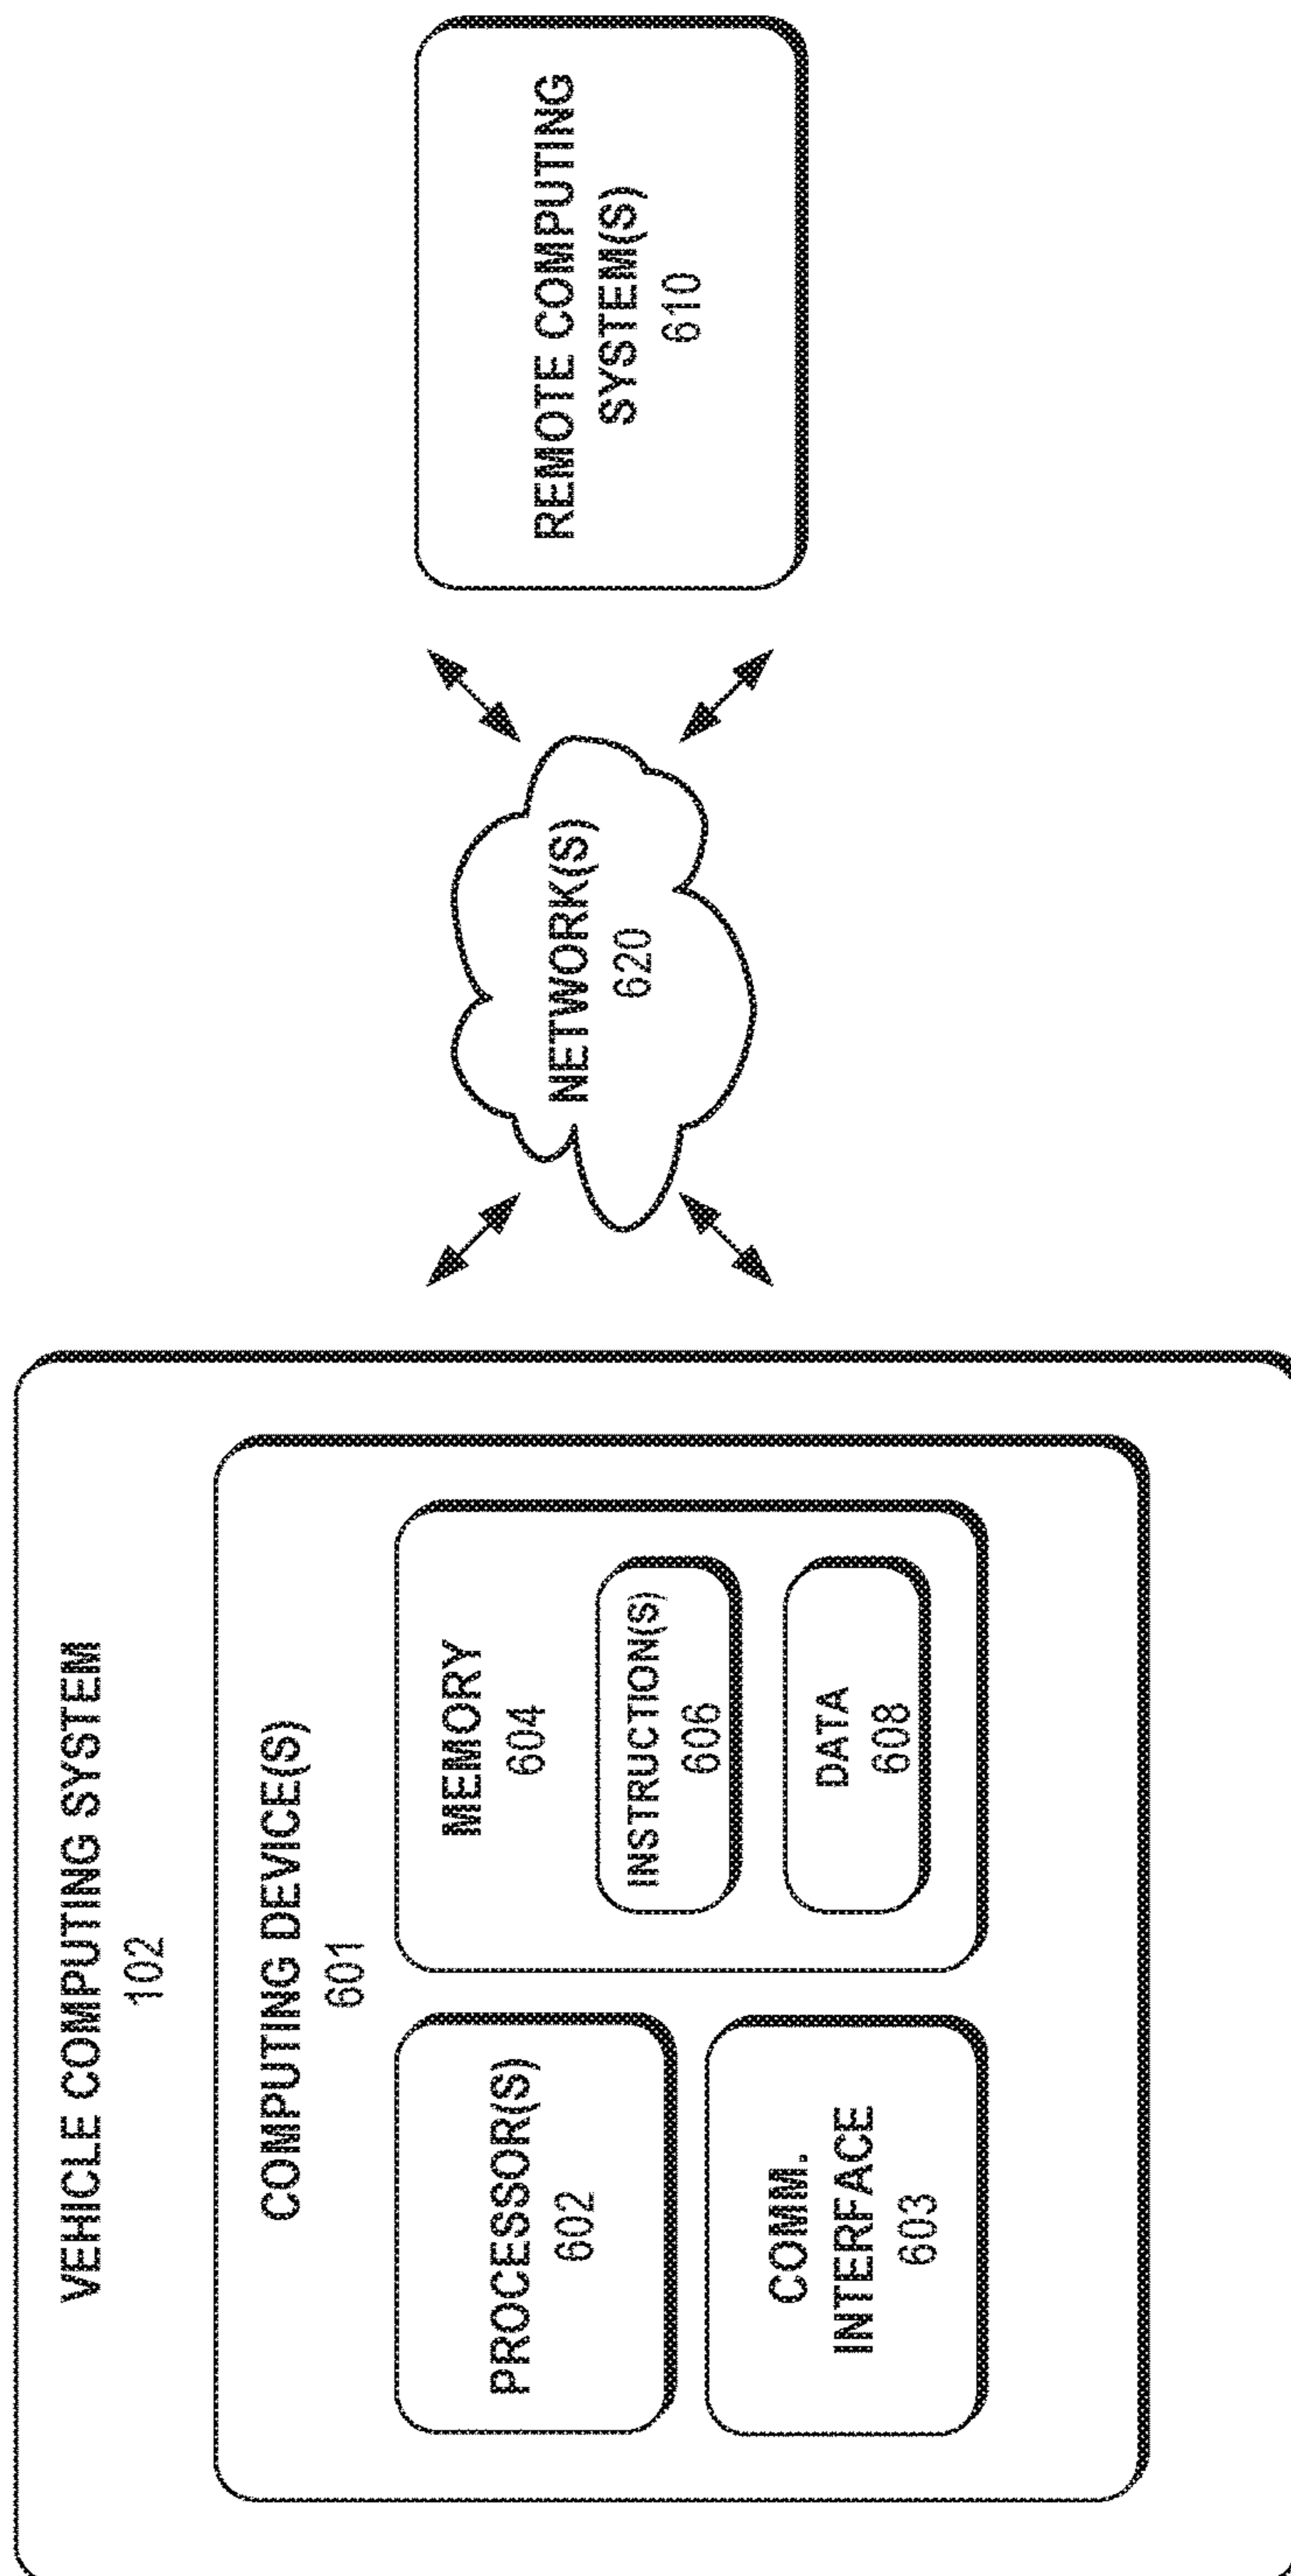 VEHICLE COMPUTING SYSTEM
102
COMPUTING DEVICE(S)
601
PROCESSOR(S)
602
COMM.
INTERFACE
603
MEMORY
604
INSTRUCTION(S)
606
DATA
608
NETWORK(S)
620
REMOTE COMPUTING
SYSTEM(S)
610